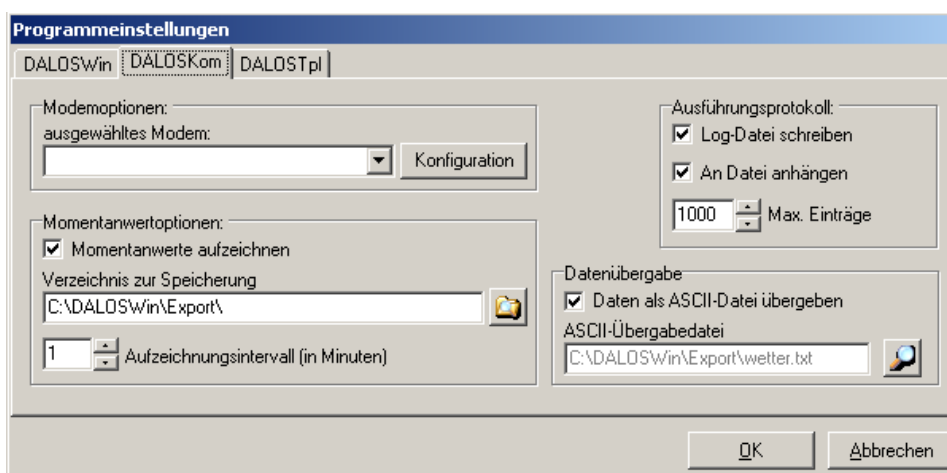 Programmeinstellungen
DALOSWin DALOSKom DALOSTpl
Modemoptionen:
ausgewähltes Modem:
Konfiguration
Momentanwertoptionen:
Momentanwerte aufzeichnen
Verzeichnis zur Speicherung
C:\DALOSWin\Export\
1 Aufzeichnungsintervall (in Minuten)
Ausführungsprotokoll:
Log-Datei schreiben
An Datei anhängen
1000 Max. Einträge
Datenübergabe
Daten als ASCII-Datei übergeben
ASCII-Übergabedatei
C:\DALOSWin\Export\wetter.txt
OK Abbrechen